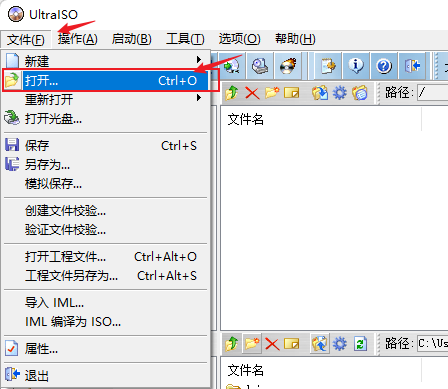 UltraISO
文件(F) 操作(A) 启动(B) 工具(T) 选项(O) 帮助(H)
新建
打开... Ctrl+O
重新打开
打开光盘...
保存 Ctrl+S
另存为...
模拟保存...
创建文件校验...
验证文件校验...
打开工程文件... Ctrl+Alt+O
工程文件另存为... Ctrl+Alt+S
导入 IML...
IML 编译为 ISO...
属性...
退出
路径: /
文件名
路径: C:\Us
文件名